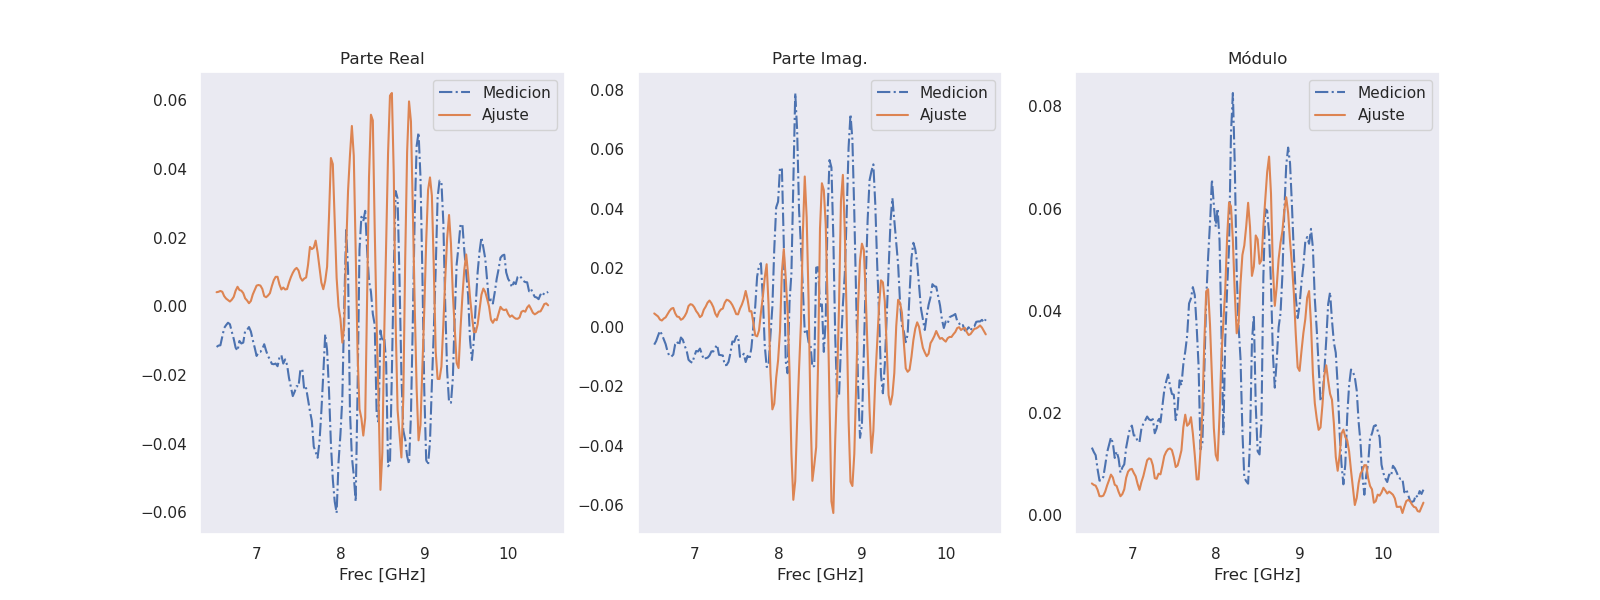 Parte Real
0.06
0.04
0.02
0.00
−0.02
−0.04
−0.06
7 8 9 10
Frec [GHz]
Medicion
Ajuste
Parte Imag.
0.08
0.06
0.04
0.02
0.00
−0.02
−0.04
−0.06
7 8 9 10
Frec [GHz]
Medicion
Ajuste
Módulo
0.08
0.06
0.04
0.02
0.00
7 8 9 10
Frec [GHz]
Medicion
Ajuste